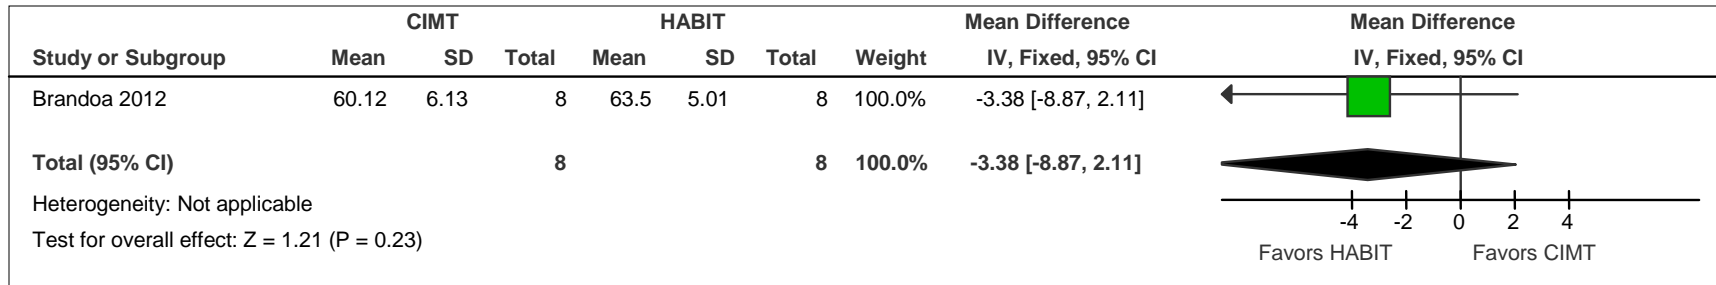 CIMT HABIT Mean Difference Mean Difference
Study or Subgroup Mean SD Total Mean SD Total Weight IV, Fixed, 95% CI IV, Fixed, 95% CI
Brandoa 2012 60.12 6.13 8 63.5 5.01 8 100.0% -3.38 [-8.87, 2.11]
Total (95% CI) 8 8 100.0% -3.38 [-8.87, 2.11]
Heterogeneity: Not applicable
Test for overall effect: Z = 1.21 (P = 0.23)
-4 -2 0 2 4
Favors HABIT Favors CIMT